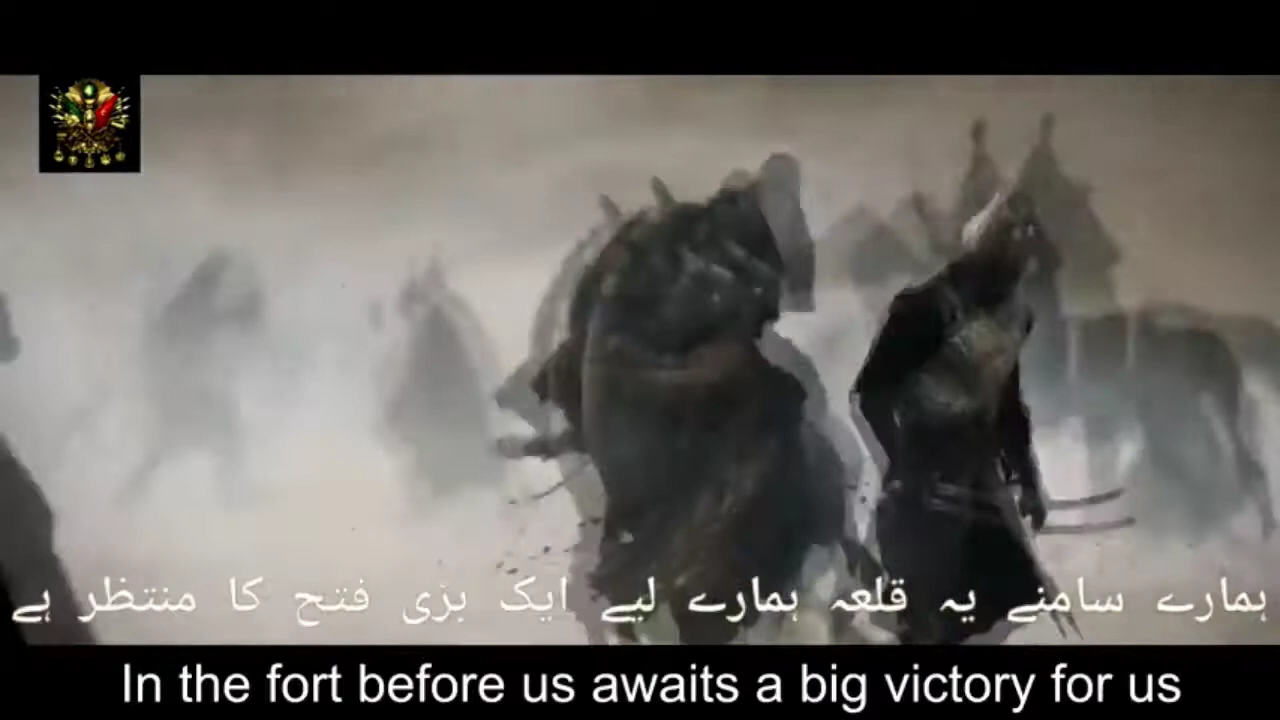 ہمارے سامنے یہ قلعہ ہمارے لیے ایک بڑی فتح کا منتظر ہے
In the fort before us awaits a big victory for us